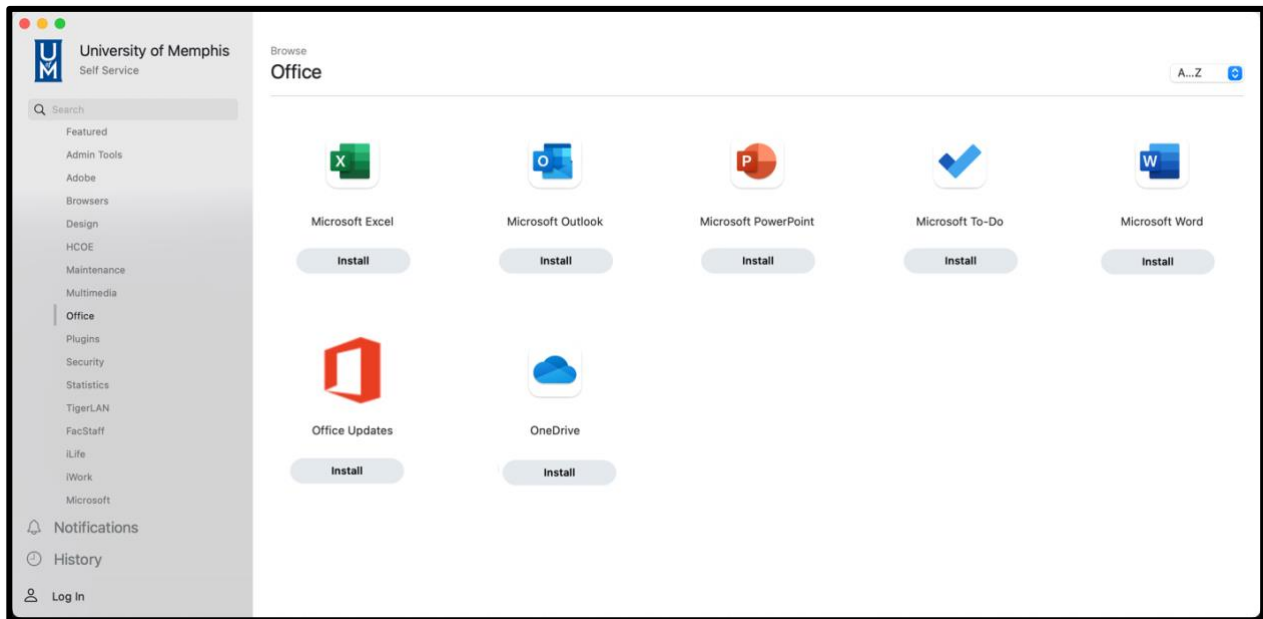 University of Memphis
Self Service
Search
Featured
Admin Tools
Adobe
Browsers
Design
HCOE
Maintenance
Multimedia
Office
Plugins
Security
Statistics
TigerLAN
FacStaff
iLife
iWork
Microsoft
Notifications
History
Log In
Browse
Office
A...Z
Microsoft Excel
Install
Microsoft Outlook
Install
Microsoft PowerPoint
Install
Microsoft To-Do
Install
Microsoft Word
Install
Office Updates
Install
OneDrive
Install